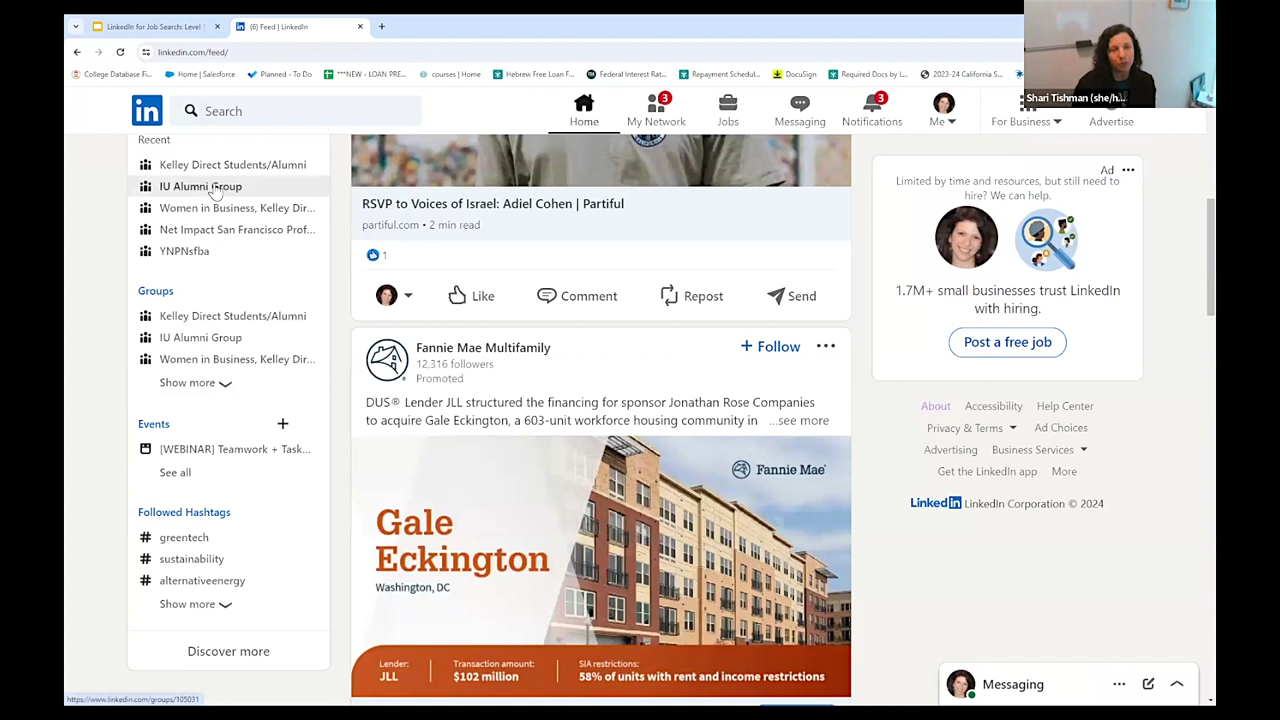 LinkedIn for Job Search: Level
(6) Feed | LinkedIn
linkedin.com/feed/
College Database Fi...
Home | Salesforce
Planned - To Do
***NEW - LOAN PRE...
courses | Home
Hebrew Free Loan F...
Federal Interest Rat...
Repayment Schedul...
DocuSign
Required Docs by L...
2023-24 California S...
Shari Tishman (she/h...
in
Search
Home
3
My Network
Jobs
Messaging
3
Notifications
Me
For Business
Advertise
Recent
Kelley Direct Students/Alumni
IU Alumni Group
Women in Business, Kelley Dir...
Net Impact San Francisco Prof...
YNPNsfba
Groups
Kelley Direct Students/Alumni
IU Alumni Group
Women in Business, Kelley Dir...
Show more
Events
[WEBINAR] Teamwork + Task...
See all
Followed Hashtags
# greentech
# sustainability
# alternativeenergy
Show more
Discover more
https://www.linkedin.com/groups/105031
RSVP to Voices of Israel: Adiel Cohen | Partiful
partiful.com • 2 min read
1
Like
Comment
Repost
Send
Fannie Mae Multifamily
12,316 followers
Promoted
+ Follow
DUS® Lender JLL structured the financing for sponsor Jonathan Rose Companies
to acquire Gale Eckington, a 603-unit workforce housing community in ...see more
Fannie Mae
Gale
Eckington
Washington, DC
Lender:
JLL
Transaction amount:
$102 million
SIA restrictions:
58% of units with rent and income restrictions
Ad
Limited by time and resources, but still need to
hire? We can help.
1.7M+ small businesses trust LinkedIn
with hiring.
Post a free job
About Accessibility Help Center
Privacy & Terms Ad Choices
Advertising Business Services
Get the LinkedIn app More
LinkedIn LinkedIn Corporation © 2024
Messaging